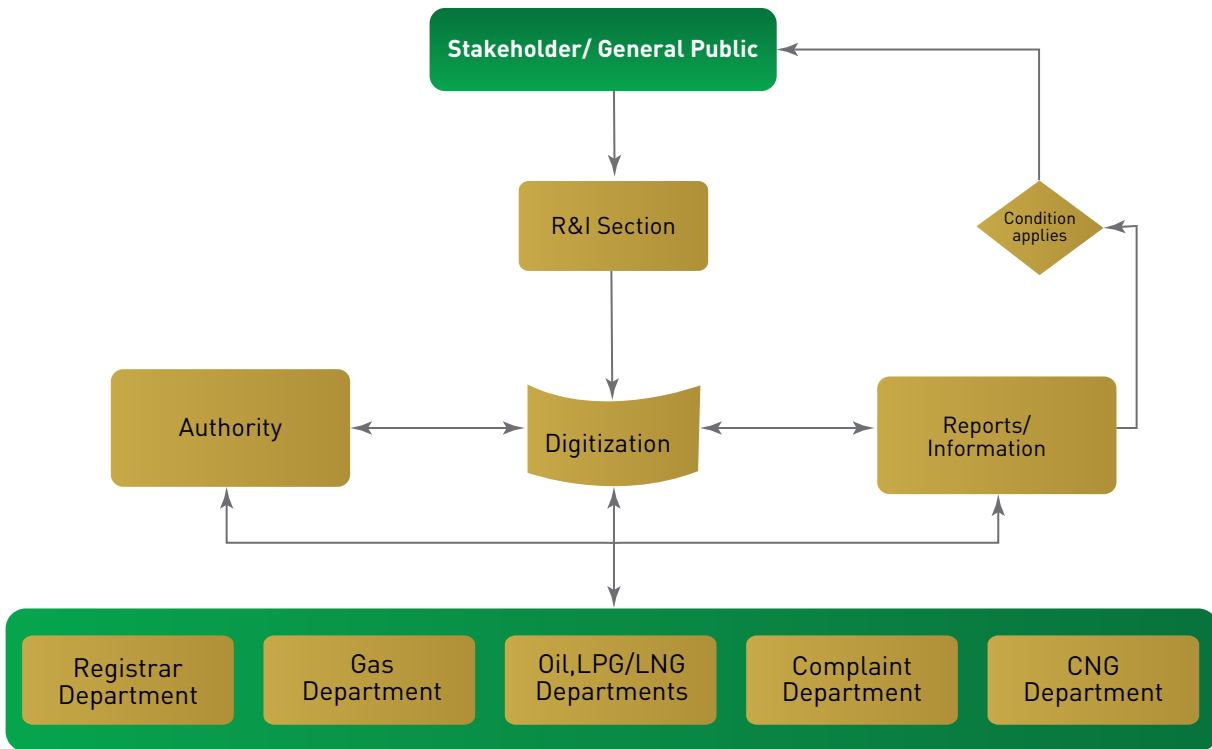 Stakeholder/ General Public
R&I Section
Condition
applies
Authority
Digitization
Reports/
Information
Registrar
Department
Gas
Department
Oil,LPG/LNG
Departments
Complaint
Department
CNG
Department